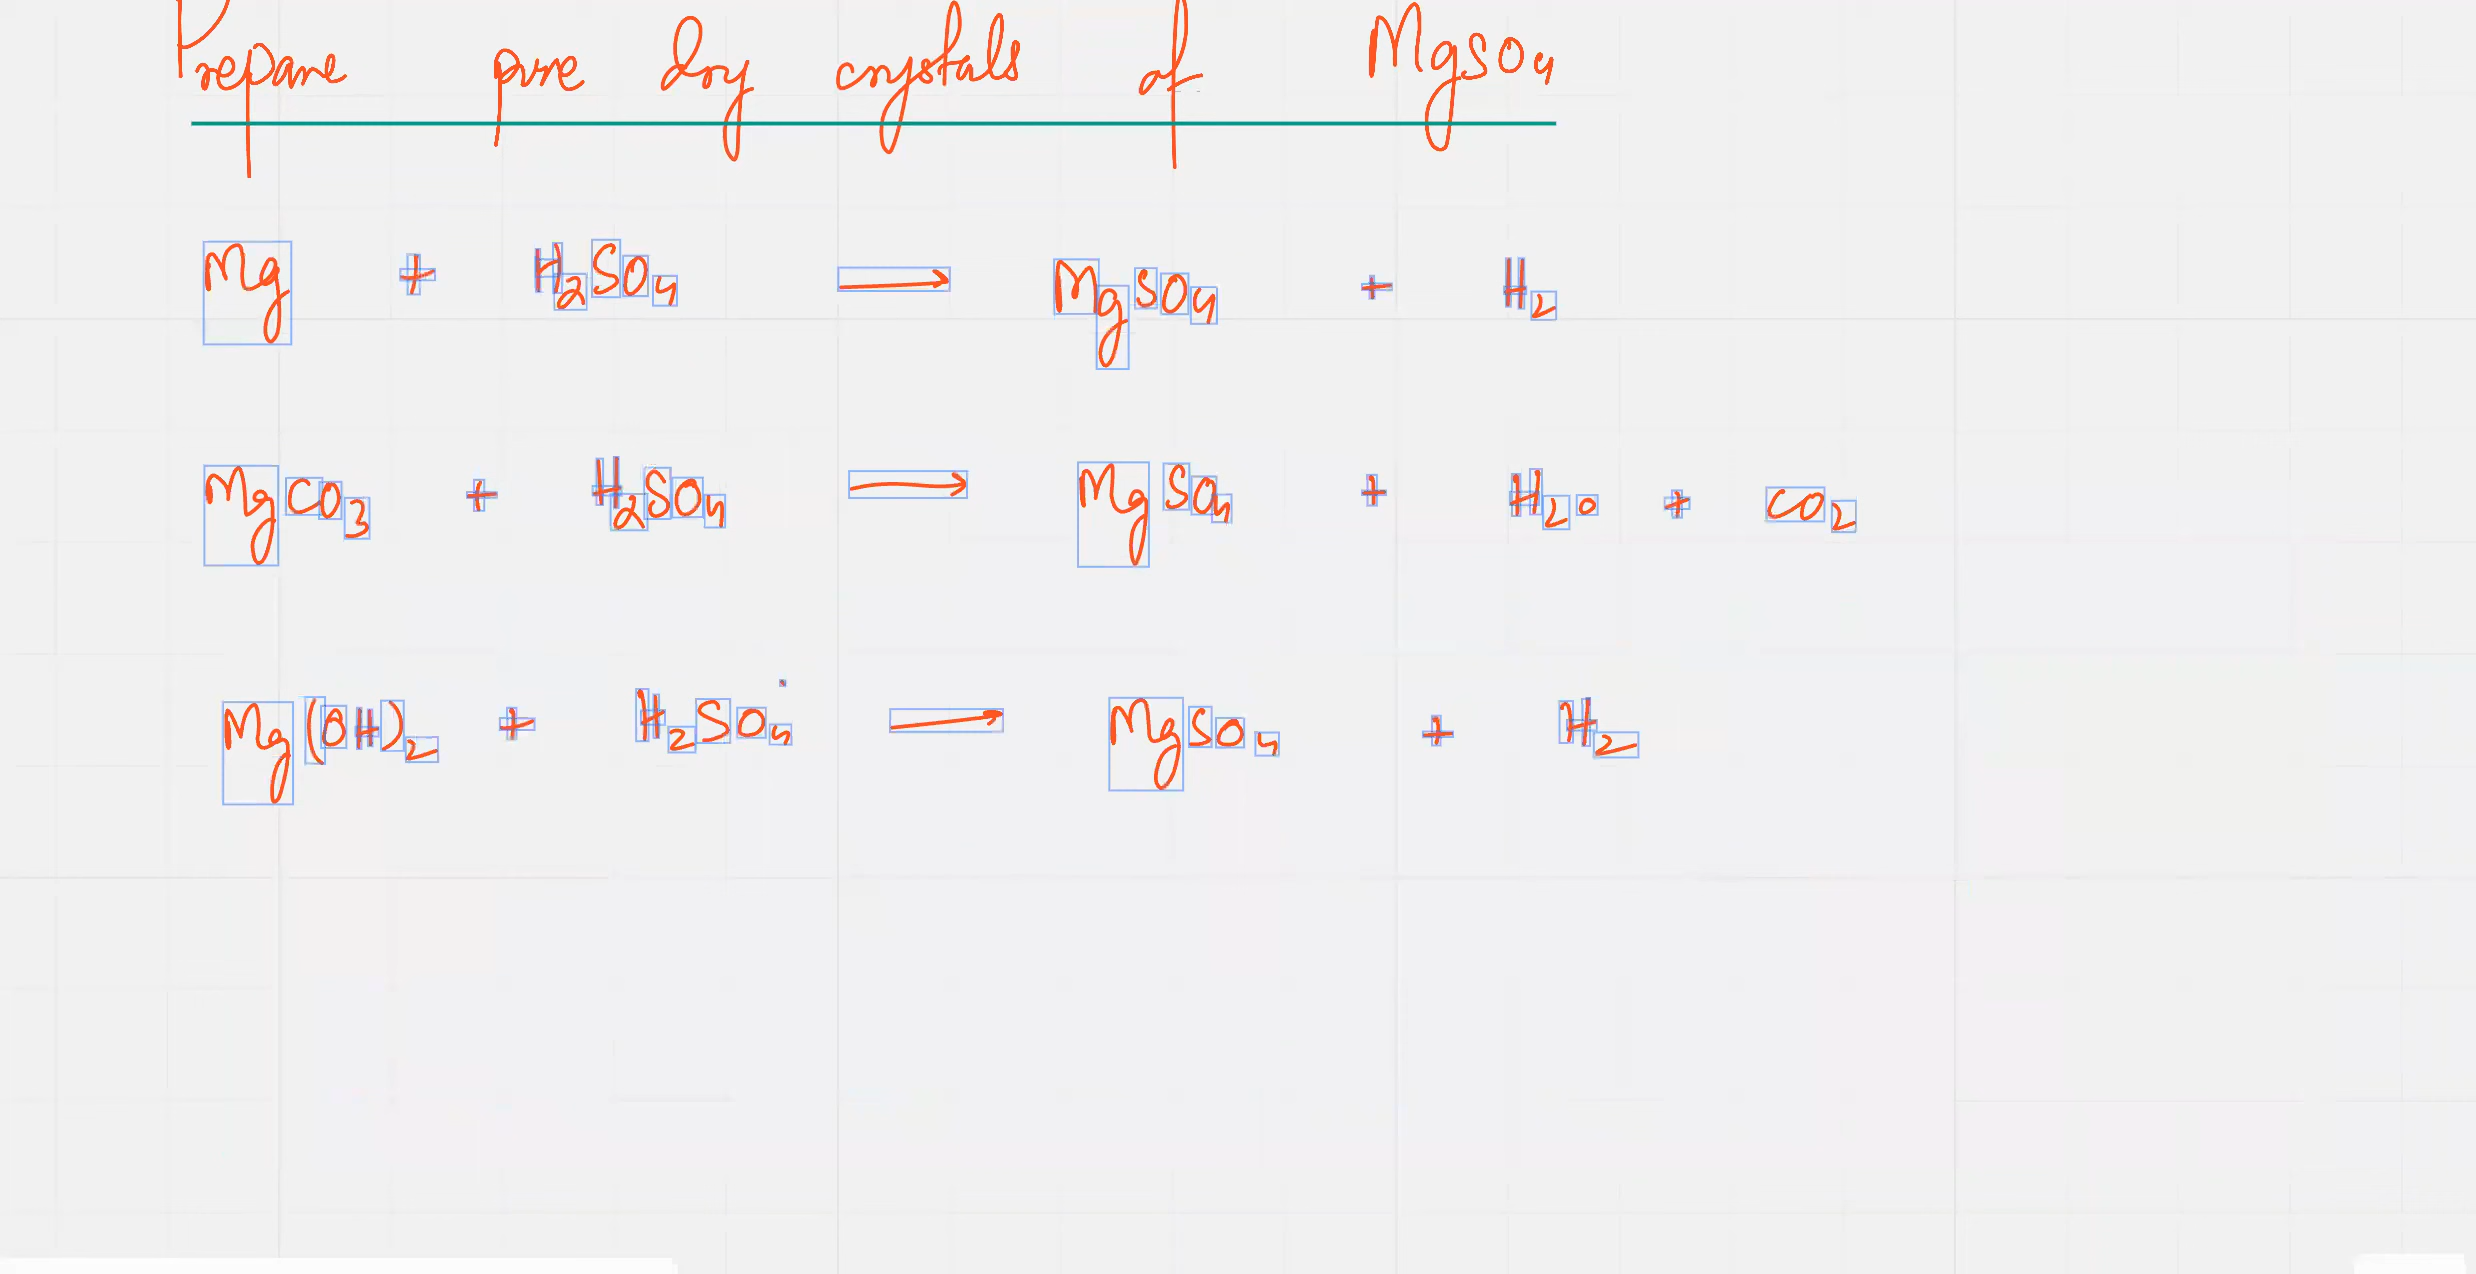 Prepare pure dry crystals of MgSO₄
Mg + H₂SO₄ → MgSO₄ + H₂
MgCO₃ + H₂SO₄ → MgSO₄ + H₂O + CO₂
Mg(OH)₂ + H₂SO₄ → MgSO₄ + H₂